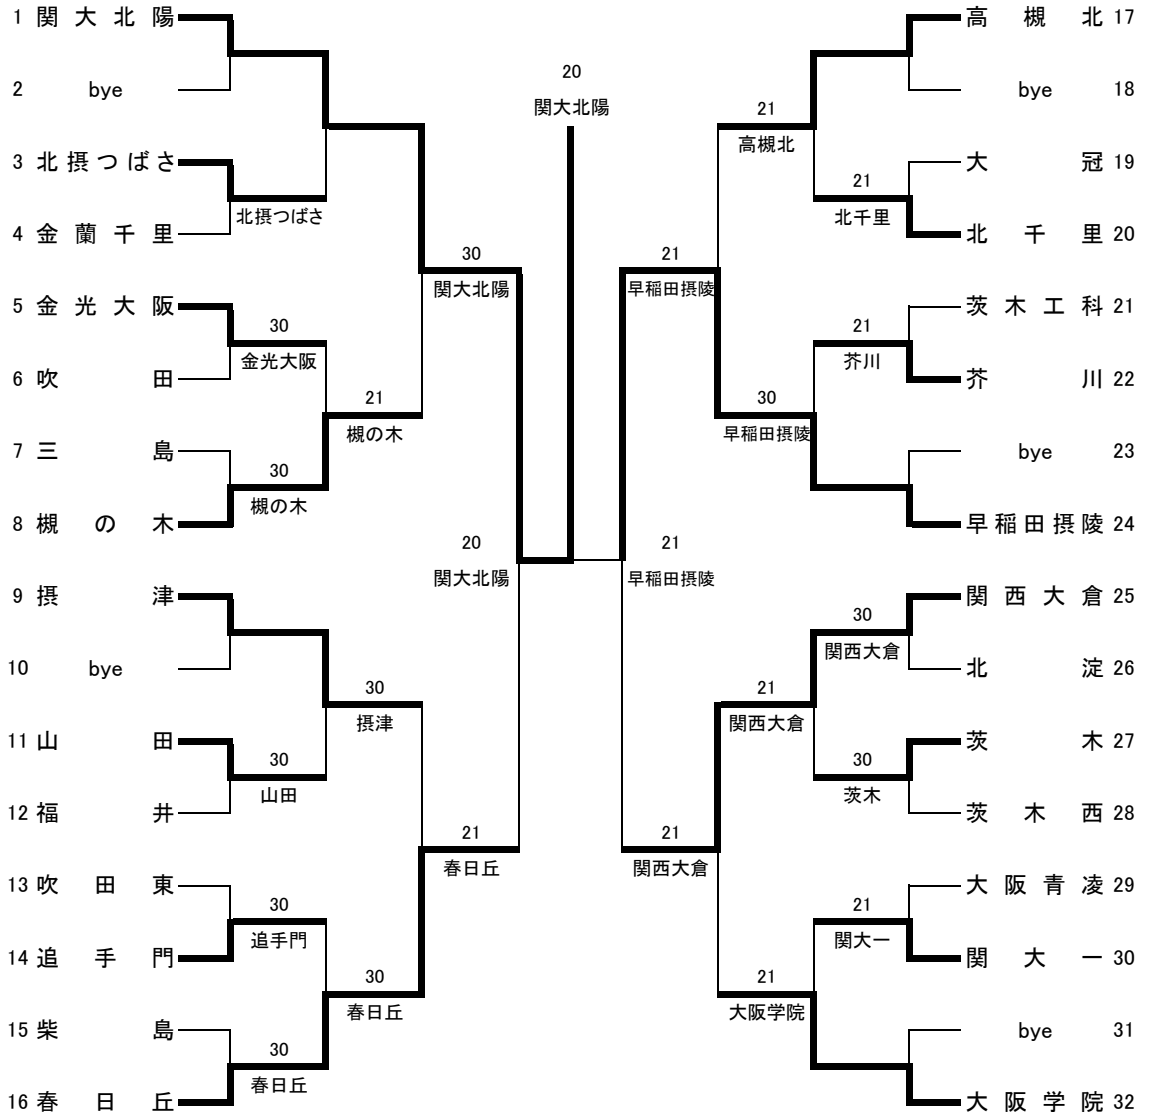 1 関大北陽
2 bye
3 北摂つばさ
北摂つばさ
4 金蘭千里
5 金光大阪
30
金光大阪
6 吹田
7 三島
30
槻の木
8 槻の木
21
槻の木
30
関大北陽
9 摂津
10 bye
11 山田
30
山田
12 福井
30
摂津
13 吹田東
30
追手門
14 追手門
15 柴島
30
春日丘
16 春日丘
30
春日丘
21
春日丘
20
関大北陽
20
関大北陽
高槻北 17
bye 18
大冠 19
21
北千里
北千里 20
21
高槻北
茨木工科 21
21
芥川
芥川 22
bye 23
早稲田摂陵 24
30
早稲田摂陵
21
早稲田摂陵
21
早稲田摂陵
関西大倉 25
30
関西大倉
北淀 26
茨木 27
30
茨木
茨木西 28
21
関西大倉
大阪青凌 29
21
関大一
関大一 30
bye 31
大阪学院 32
21
大阪学院
21
関西大倉